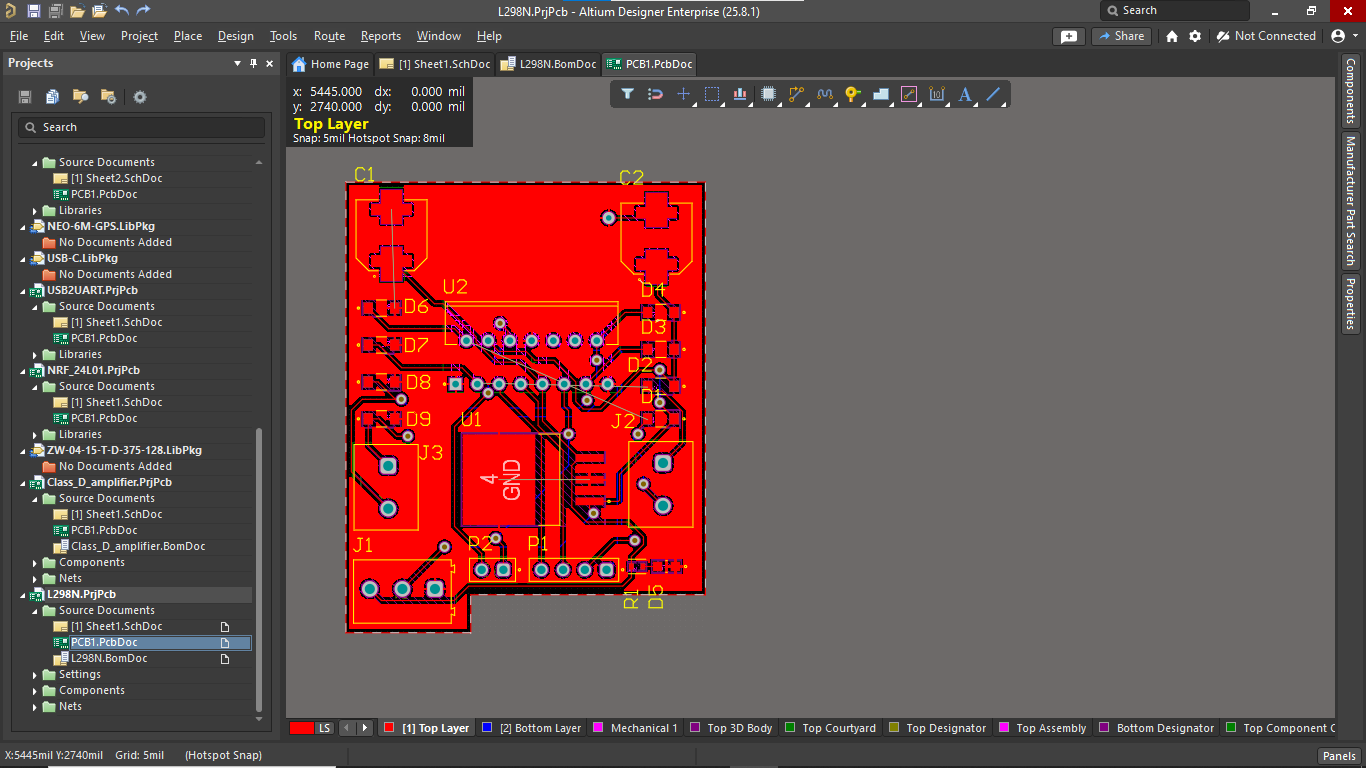 L298N.PrjPcb - Altium Designer Enterprise (25.8.1)
Search
File Edit View Project Place Design Tools Route Reports Window Help
Share
Not Connected
Projects
Home Page
[1] Sheet1.SchDoc
L298N.BomDoc
PCB1.PcbDoc
Search
x: 5445.000 dx: 0.000 mil
y: 2740.000 dy: 0.000 mil
Top Layer
Snap: 5mil Hotspot Snap: 8mil
Source Documents
[1] Sheet2.SchDoc
PCB1.PcbDoc
Libraries
NEO-6M-GPS.LibPkg
No Documents Added
USB-C.LibPkg
No Documents Added
USB2UART.PrjPcb
Source Documents
[1] Sheet1.SchDoc
PCB1.PcbDoc
Libraries
NRF_24L01.PrjPcb
Source Documents
[1] Sheet1.SchDoc
PCB1.PcbDoc
Libraries
ZW-04-15-T-D-375-128.LibPkg
No Documents Added
Class_D_amplifier.PrjPcb
Source Documents
[1] Sheet1.SchDoc
PCB1.PcbDoc
Class_D_amplifier.BomDoc
Components
Nets
L298N.PrjPcb
Source Documents
[1] Sheet1.SchDoc
PCB1.PcbDoc
L298N.BomDoc
Settings
Components
Nets
C1
C2
U2
D4
D6
D3
D7
D2
D8
D1
D9
U1
J2
J3
4
GND
J1
P2
P1
R1
D5
Components
Manufacturer Part Search
Properties
LS
[1] Top Layer
[2] Bottom Layer
Mechanical 1
Top 3D Body
Top Courtyard
Top Designator
Top Assembly
Bottom Designator
Top Component C
X:5445mil Y:2740mil Grid: 5mil (Hotspot Snap)
Panels